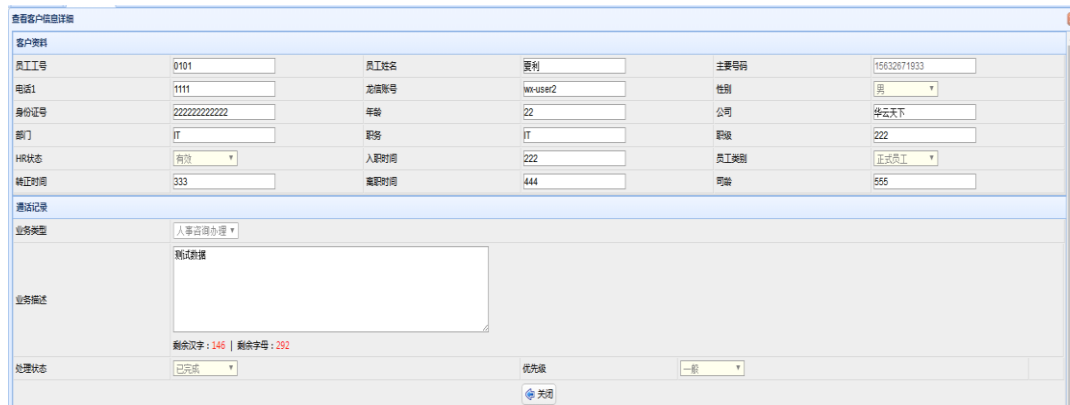 查看客户信息详细
客户资料
员工工号 0101 员工姓名 夏利 主要号码 15632671933
电话1 1111 龙信账号 wx-user2 性别 男
身份证号 222222222222 年龄 22 公司 华云天下
部门 IT 职务 IT 职级 222
HR状态 有效 入职时间 222 员工类别 正式员工
转正时间 333 离职时间 444 司龄 555
通话记录
业务类型 人事咨询办理
测试数据
业务描述
剩余汉字：146 | 剩余字母：292
处理状态 已完成 优先级 一般
关闭